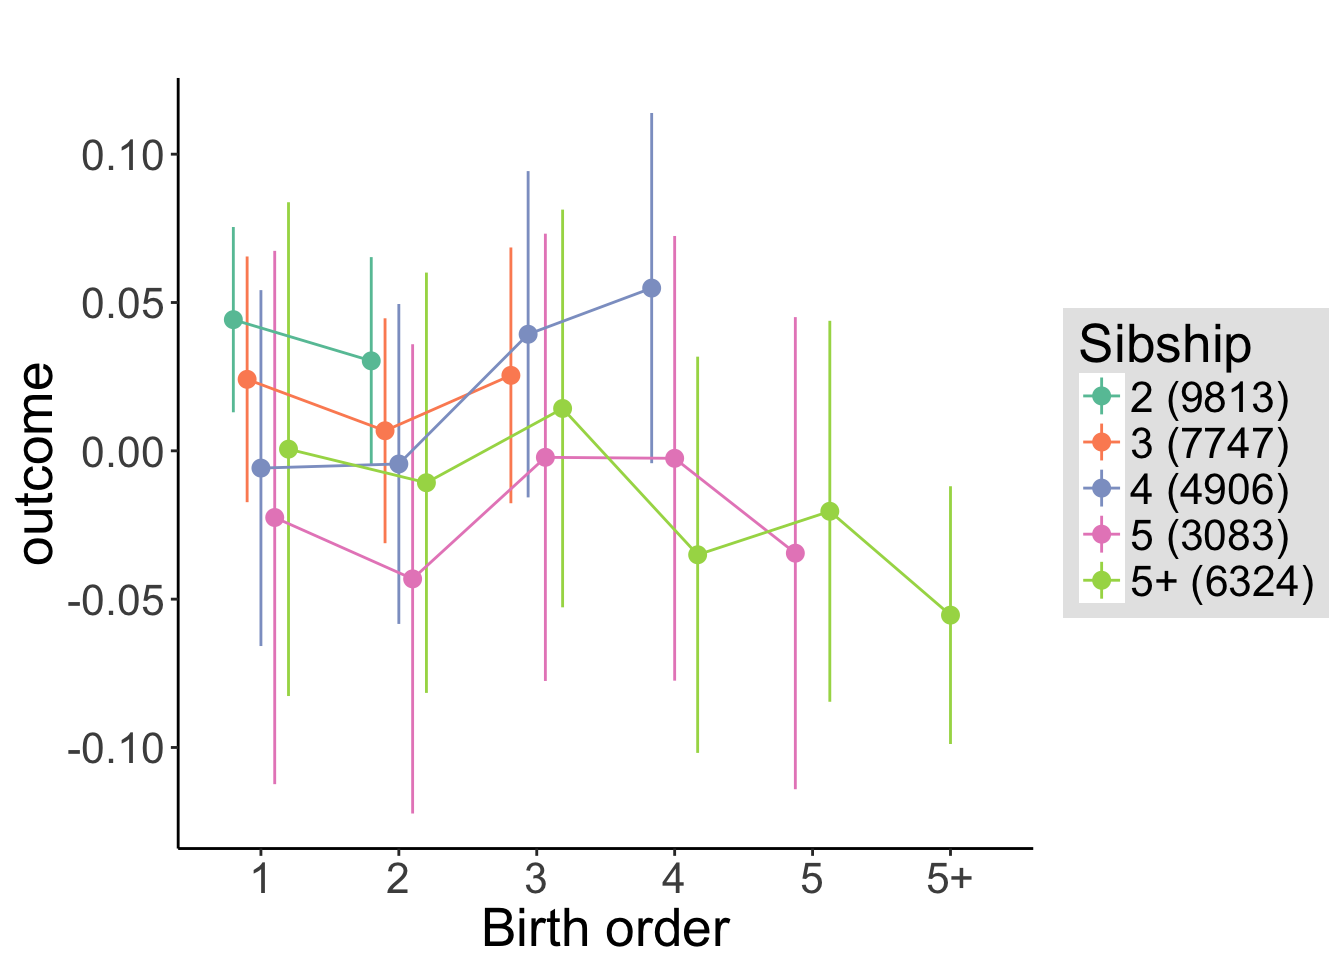 0.10
0.05
0.00
-0.05
-0.10
outcome
1 2 3 4 5 5+
Birth order
Sibship
2 (9813)
3 (7747)
4 (4906)
5 (3083)
5+ (6324)